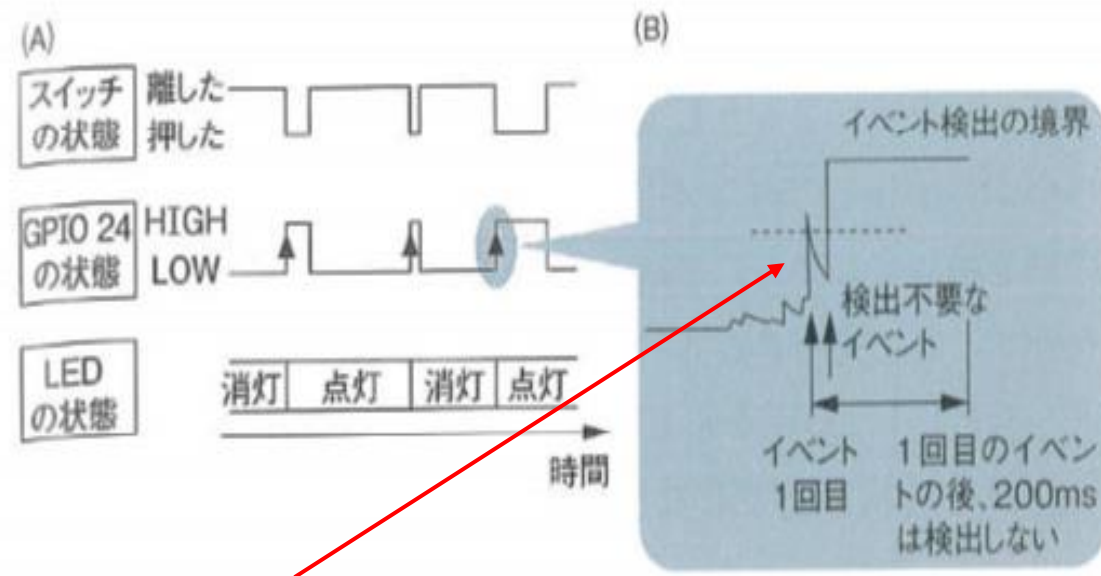 (A)
スイッチ
の状態
離した
押した
GPIO 24
の状態
HIGH
LOW
LED
の状態
消灯 点灯 消灯 点灯
時間
(B)
イベント検出の境界
検出不要な
イベント
イベント
1回目
1回目のイベン
トの後、200ms
は検出しない